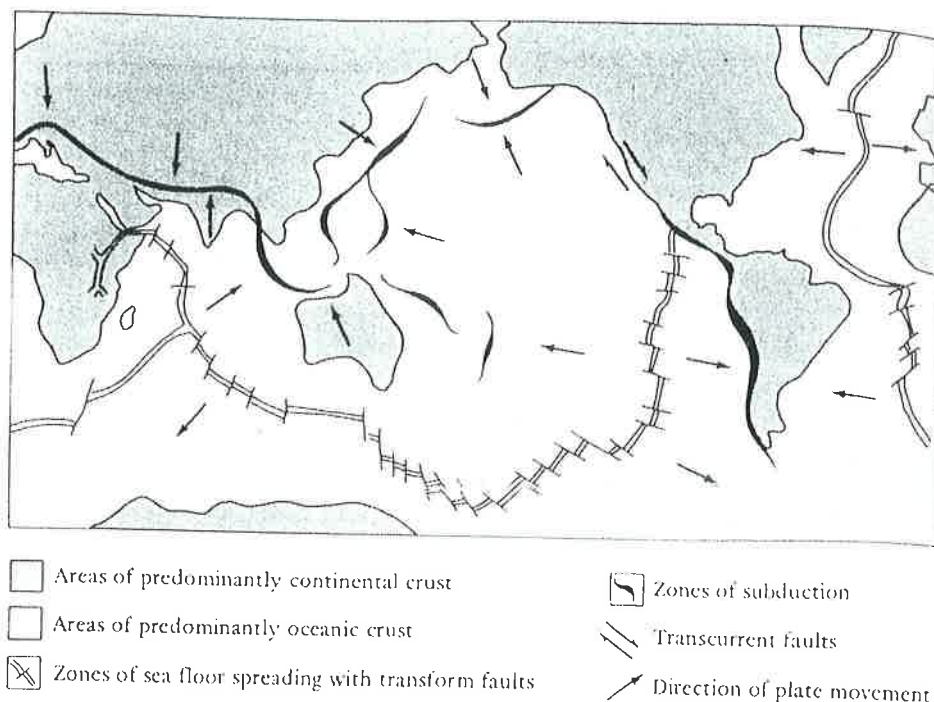 Areas of predominantly continental crust
Areas of predominantly oceanic crust
Zones of sea floor spreading with transform faults
Zones of subduction
Transcurrent faults
Direction of plate movement